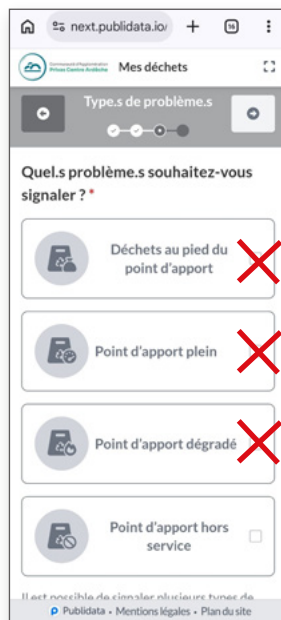 next.publidata.io/
16
Communauté d'Agglomération
Privas Centre Ardèche
Mes déchets
Type.s de problème.s
Quel.s problème.s souhaitez-vous
signaler ? *
Déchets au pied du
point d'apport
Point d'apport plein
Point d'apport dégradé
Point d'apport hors
service
Il est possible de signaler plusieurs types de
Publidata • Mentions légales • Plan du site